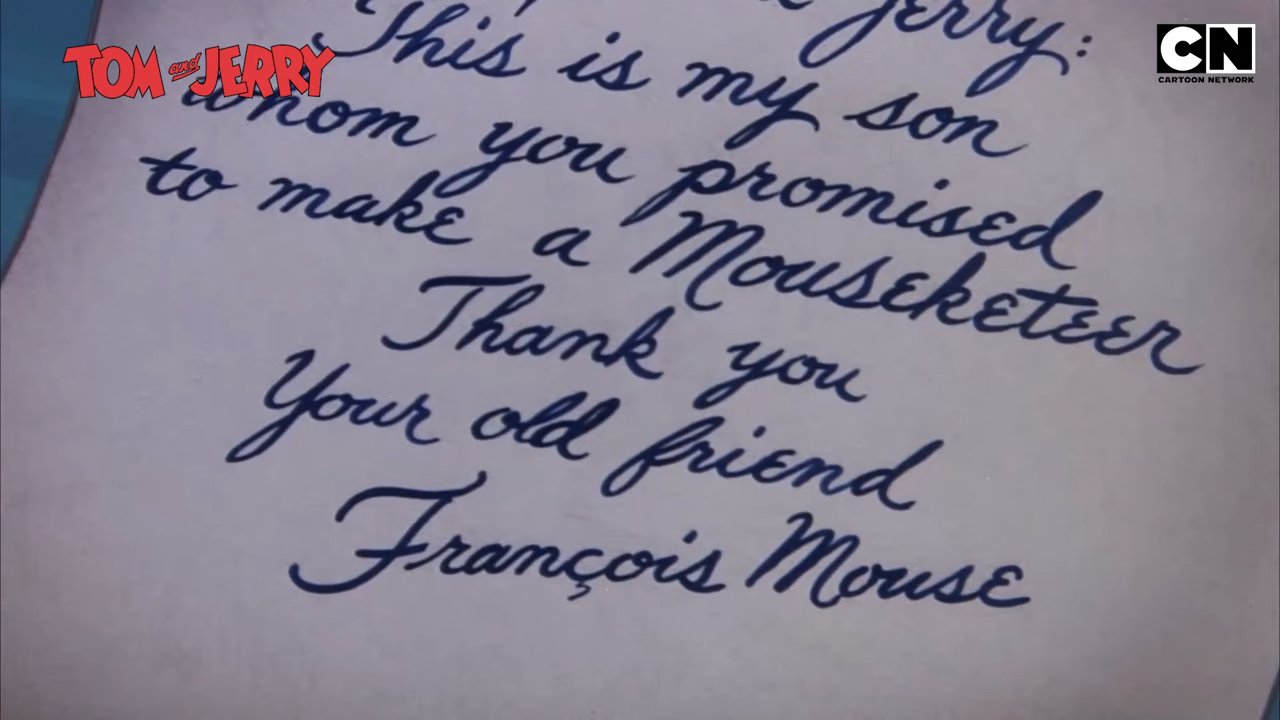 Jerry:
This is my son
whom you promised
to make a Mouseketeer
Thank you
Your old friend
François Mouse
TOM and JERRY
CN
CARTOON NETWORK